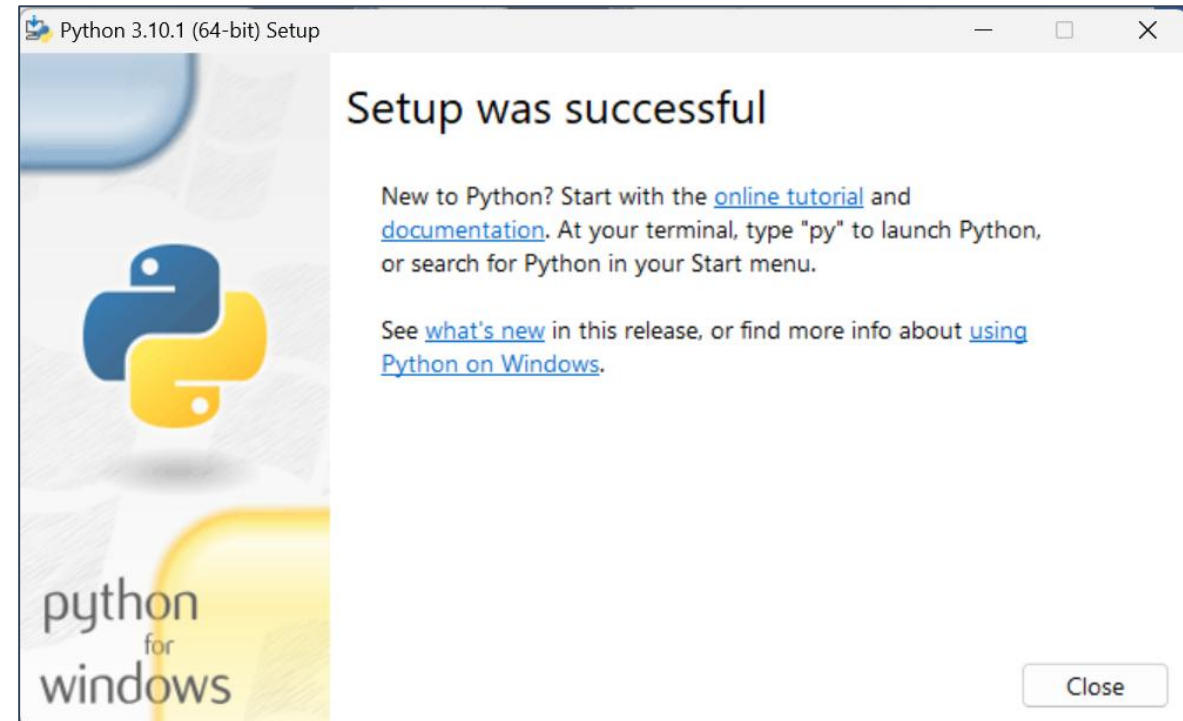 Python 3.10.1 (64-bit) Setup
Setup was successful
New to Python? Start with the online tutorial and
documentation. At your terminal, type "py" to launch Python,
or search for Python in your Start menu.
See what's new in this release, or find more info about using
Python on Windows.
python
for
windows
Close